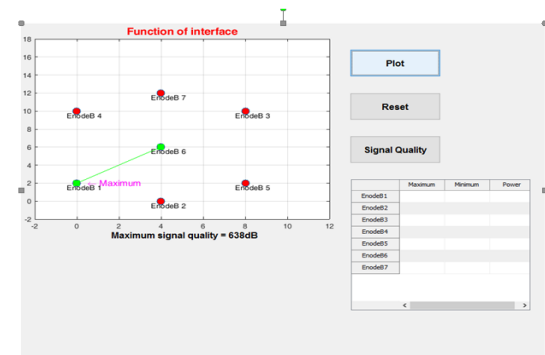 Function of interface
18
16
14
12
10
8
6
4
2
0
-2
-2 0 2 4 6 8 10 12
EnodeB 7
EnodeB 4
EnodeB 3
EnodeB 6
EnodeB 1
← Maximum
EnodeB 5
EnodeB 2
Maximum signal quality = 638dB
Plot
Reset
Signal Quality
Maximum Minimum Power
EnodeB1
EnodeB2
EnodeB3
EnodeB4
EnodeB5
EnodeB6
EnodeB7